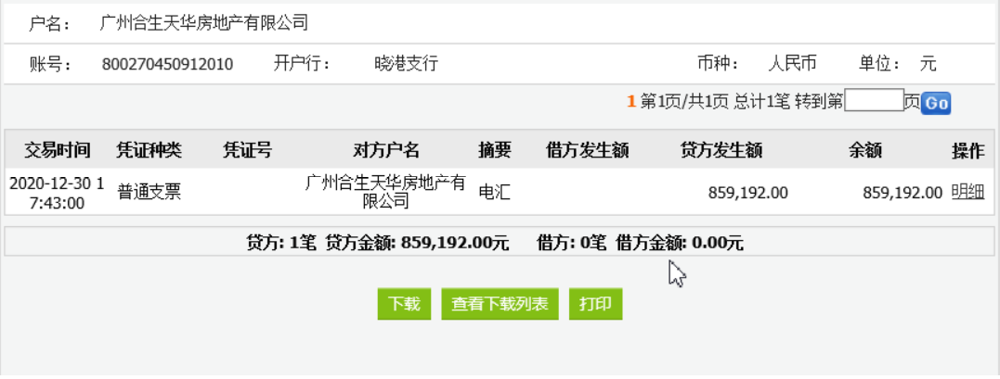 户名： 广州合生天华房地产有限公司
账号： 800270450912010 开户行： 晓港支行 币种： 人民币 单位： 元
1 第1页/共1页 总计1笔 转到第 页 Go
交易时间 凭证种类 凭证号 对方户名 摘要 借方发生额 贷方发生额 余额 操作
2020-12-30 1
7:43:00 普通支票 广州合生天华房地产有
限公司 电汇 859,192.00 859,192.00 明细
贷方: 1笔 贷方金额: 859,192.00元 借方: 0笔 借方金额: 0.00元
下载 查看下载列表 打印